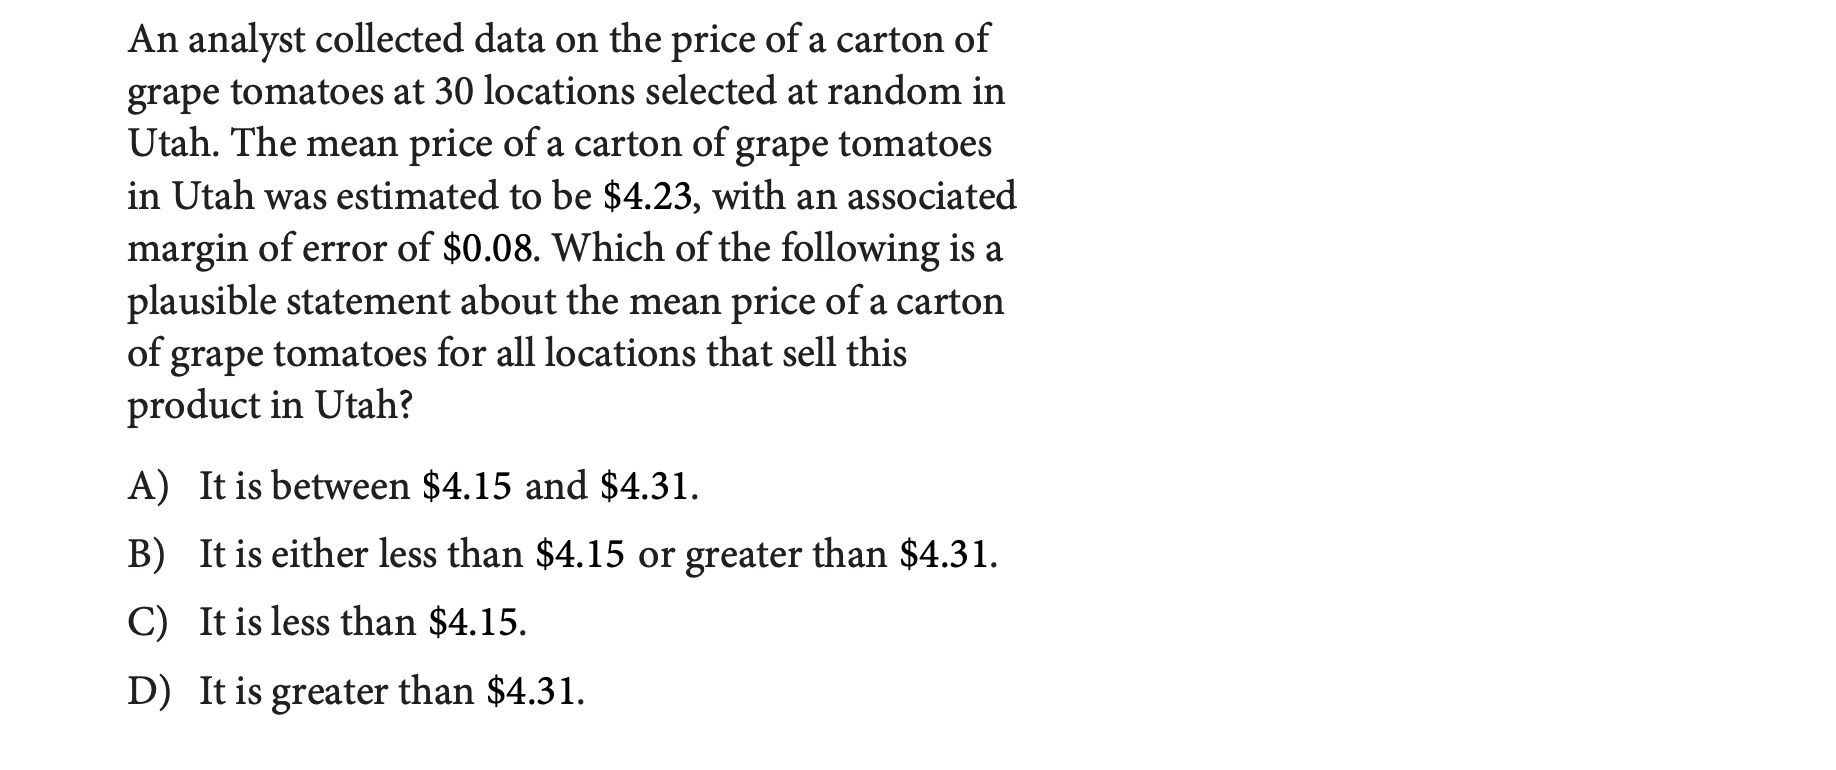 An analyst collected data on the price of a carton of
grape tomatoes at 30 locations selected at random in
Utah. The mean price of a carton of grape tomatoes
in Utah was estimated to be $4.23, with an associated
margin of error of $0.08. Which of the following is a
plausible statement about the mean price of a carton
of grape tomatoes for all locations that sell this
product in Utah?
A) It is between $4.15 and $4.31.
B) It is either less than $4.15 or greater than $4.31.
C) It is less than $4.15.
D) It is greater than $4.31.